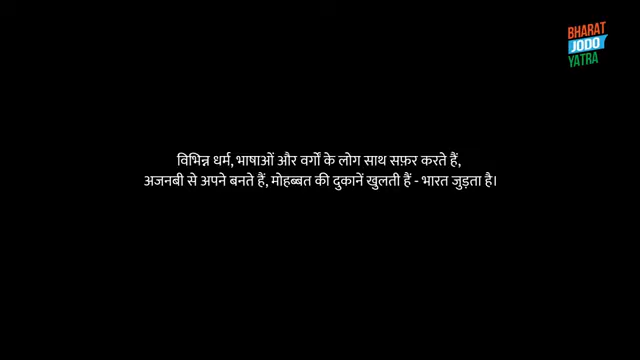 BHARAT
JODO
YATRA
विभिन्न धर्म, भाषाओं और वर्गों के लोग साथ सफ़र करते हैं,
अजनबी से अपने बनते हैं, मोहब्बत की दुकानें खुलती हैं - भारत जुड़ता है।